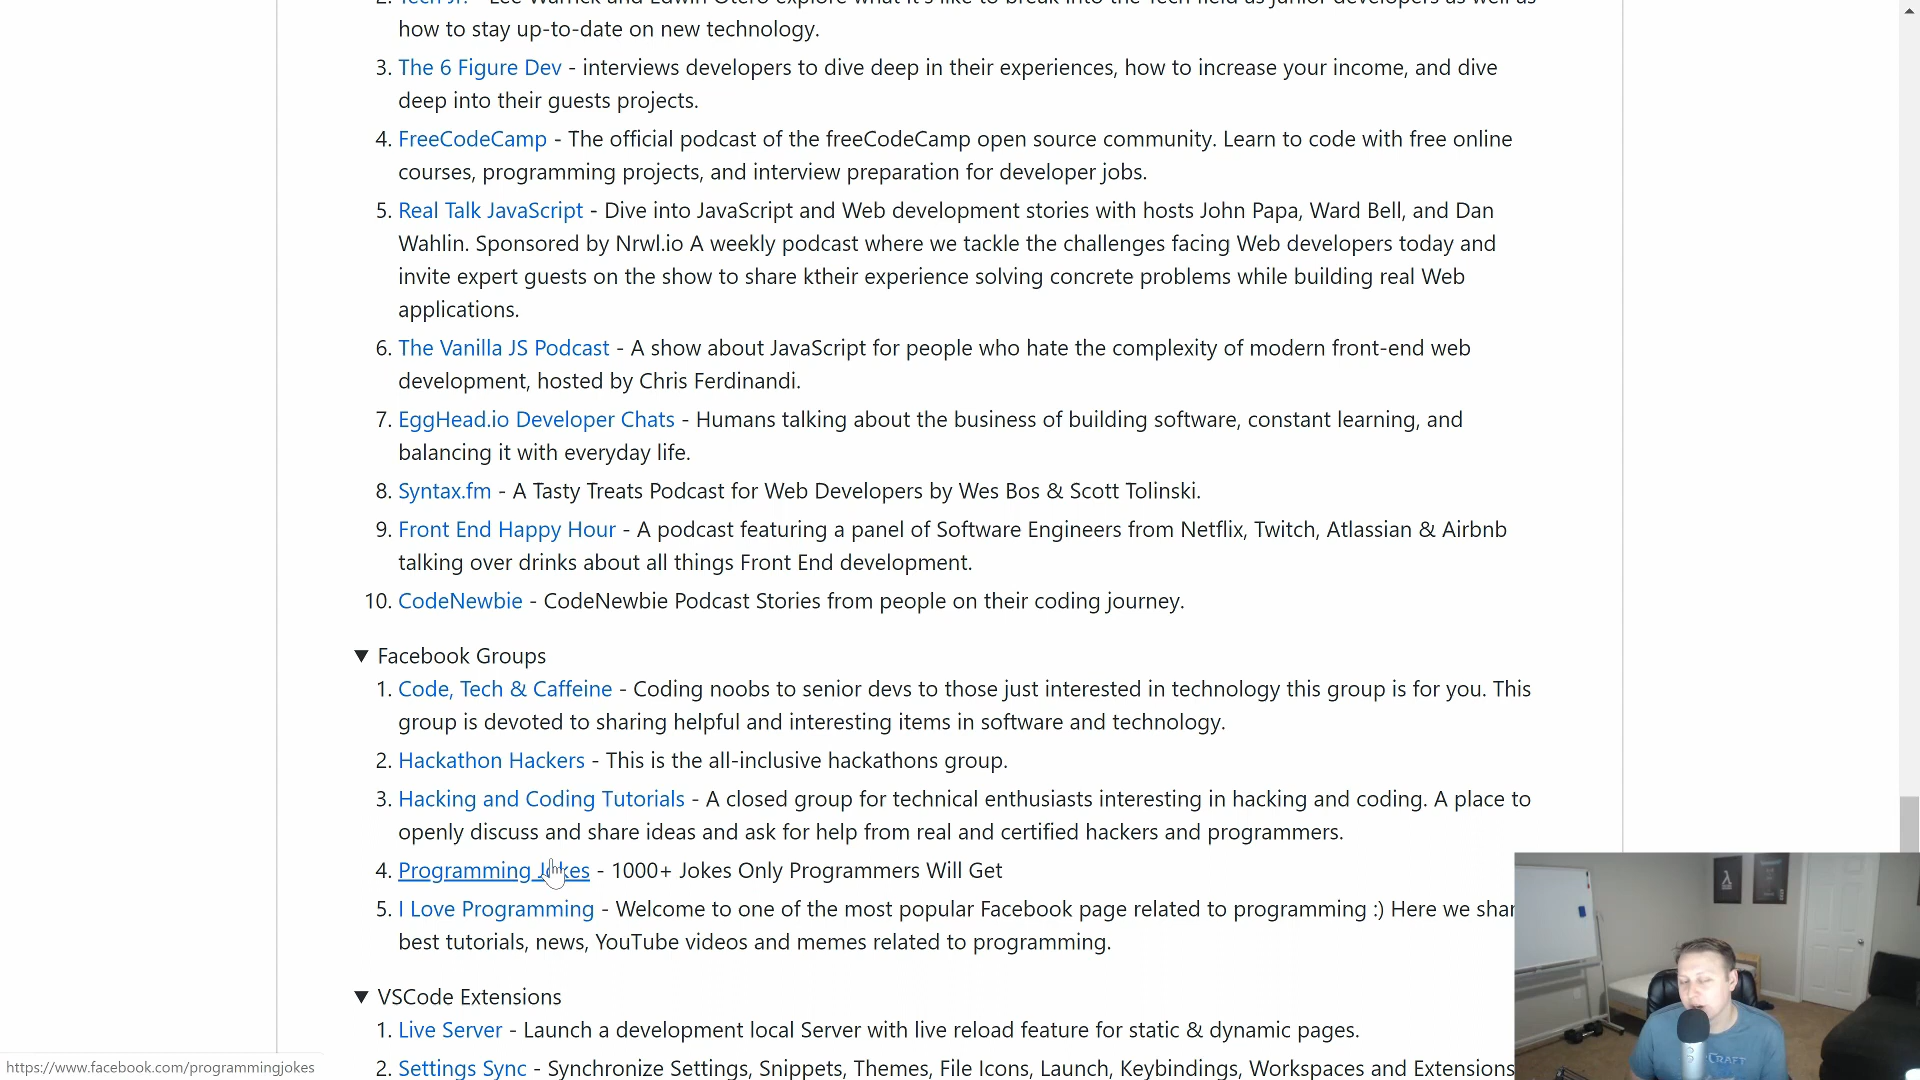 how to stay up-to-date on new technology.
3. The 6 Figure Dev - interviews developers to dive deep in their experiences, how to increase your income, and dive
deep into their guests projects.
4. FreeCodeCamp - The official podcast of the freeCodeCamp open source community. Learn to code with free online
courses, programming projects, and interview preparation for developer jobs.
5. Real Talk JavaScript - Dive into JavaScript and Web development stories with hosts John Papa, Ward Bell, and Dan
Wahlin. Sponsored by Nrwl.io A weekly podcast where we tackle the challenges facing Web developers today and
invite expert guests on the show to share ktheir experience solving concrete problems while building real Web
applications.
6. The Vanilla JS Podcast - A show about JavaScript for people who hate the complexity of modern front-end web
development, hosted by Chris Ferdinandi.
7. EggHead.io Developer Chats - Humans talking about the business of building software, constant learning, and
balancing it with everyday life.
8. Syntax.fm - A Tasty Treats Podcast for Web Developers by Wes Bos & Scott Tolinski.
9. Front End Happy Hour - A podcast featuring a panel of Software Engineers from Netflix, Twitch, Atlassian & Airbnb
talking over drinks about all things Front End development.
10. CodeNewbie - CodeNewbie Podcast Stories from people on their coding journey.
▼ Facebook Groups
1. Code, Tech & Caffeine - Coding noobs to senior devs to those just interested in technology this group is for you. This
group is devoted to sharing helpful and interesting items in software and technology.
2. Hackathon Hackers - This is the all-inclusive hackathons group.
3. Hacking and Coding Tutorials - A closed group for technical enthusiasts interesting in hacking and coding. A place to
openly discuss and share ideas and ask for help from real and certified hackers and programmers.
4. Programming Jokes - 1000+ Jokes Only Programmers Will Get
5. I Love Programming - Welcome to one of the most popular Facebook page related to programming :) Here we shar
best tutorials, news, YouTube videos and memes related to programming.
▼ VSCode Extensions
1. Live Server - Launch a development local Server with live reload feature for static & dynamic pages.
2. Settings Sync - Synchronize Settings, Snippets, Themes, File Icons, Launch, Keybindings, Workspaces and Extensions
https://www.facebook.com/programmingjokes